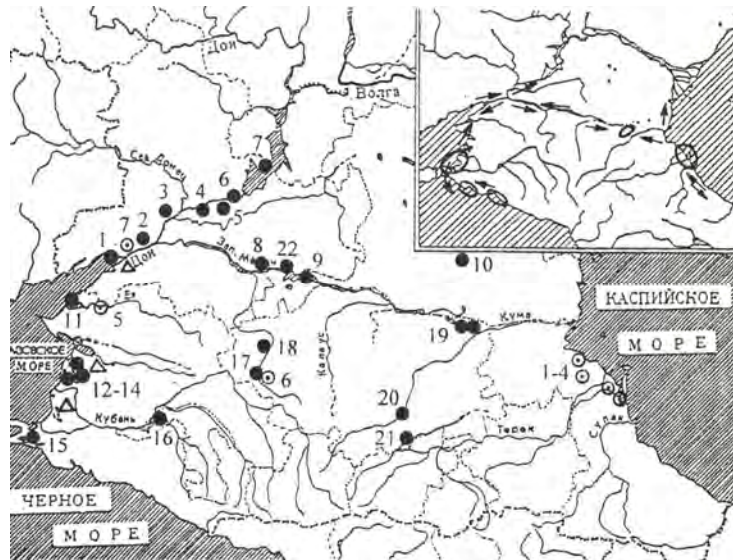 Дон
Волга
Сев. Донец
7
3
4
6
5
7
2
1
Дон
Зап. Маныч
8
22
9
10
Ея
11
5
КАСПИЙСКОЕ
МОРЕ
19
Кума
Калаус
18
17
6
АЗОВСКОЕ
МОРЕ
12-14
1-4
20
21
Терек
Сулак
Кубань
16
15
ЧЕРНОЕ
МОРЕ